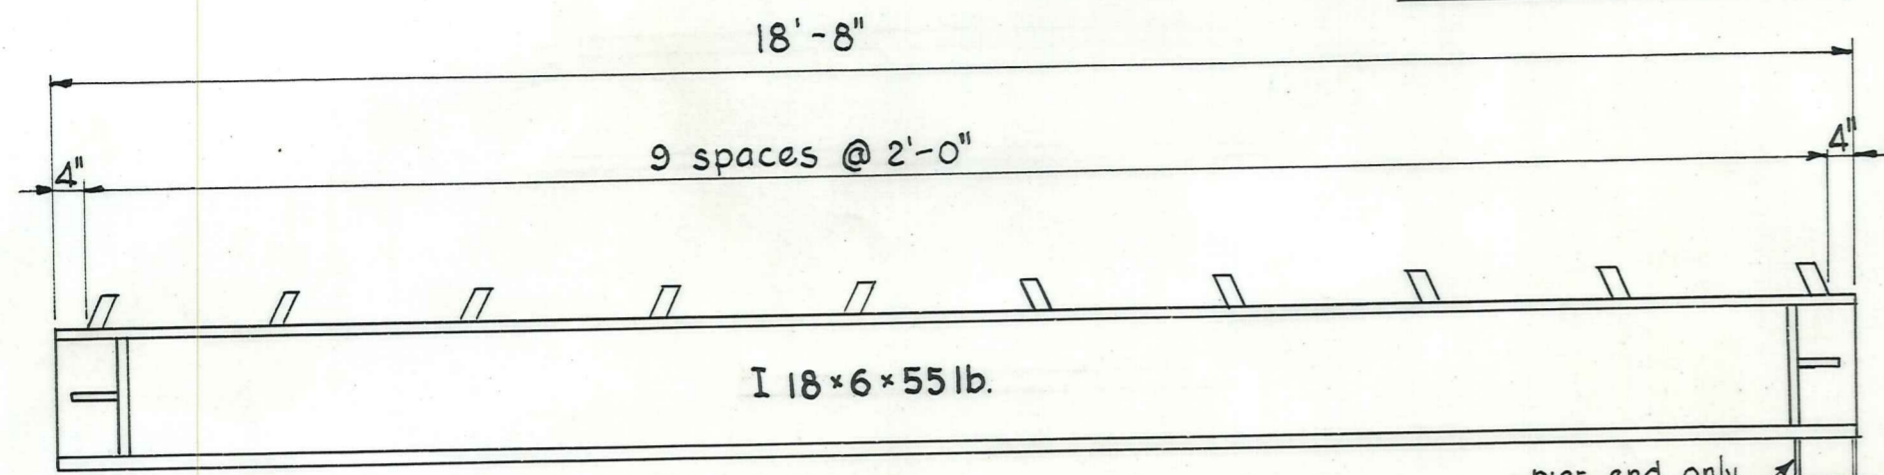 18'-8"
9 spaces @ 2'-0"
4"
4"
I 18×6×55 lb.
pier end only